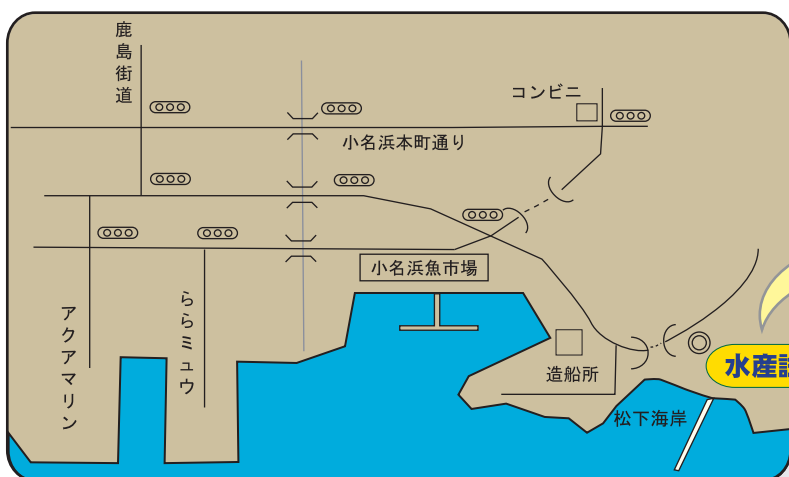 鹿島街道
コンビニ
小名浜本町通り
小名浜魚市場
アクアマリン
ららミュウ
造船所
水産
松下海岸